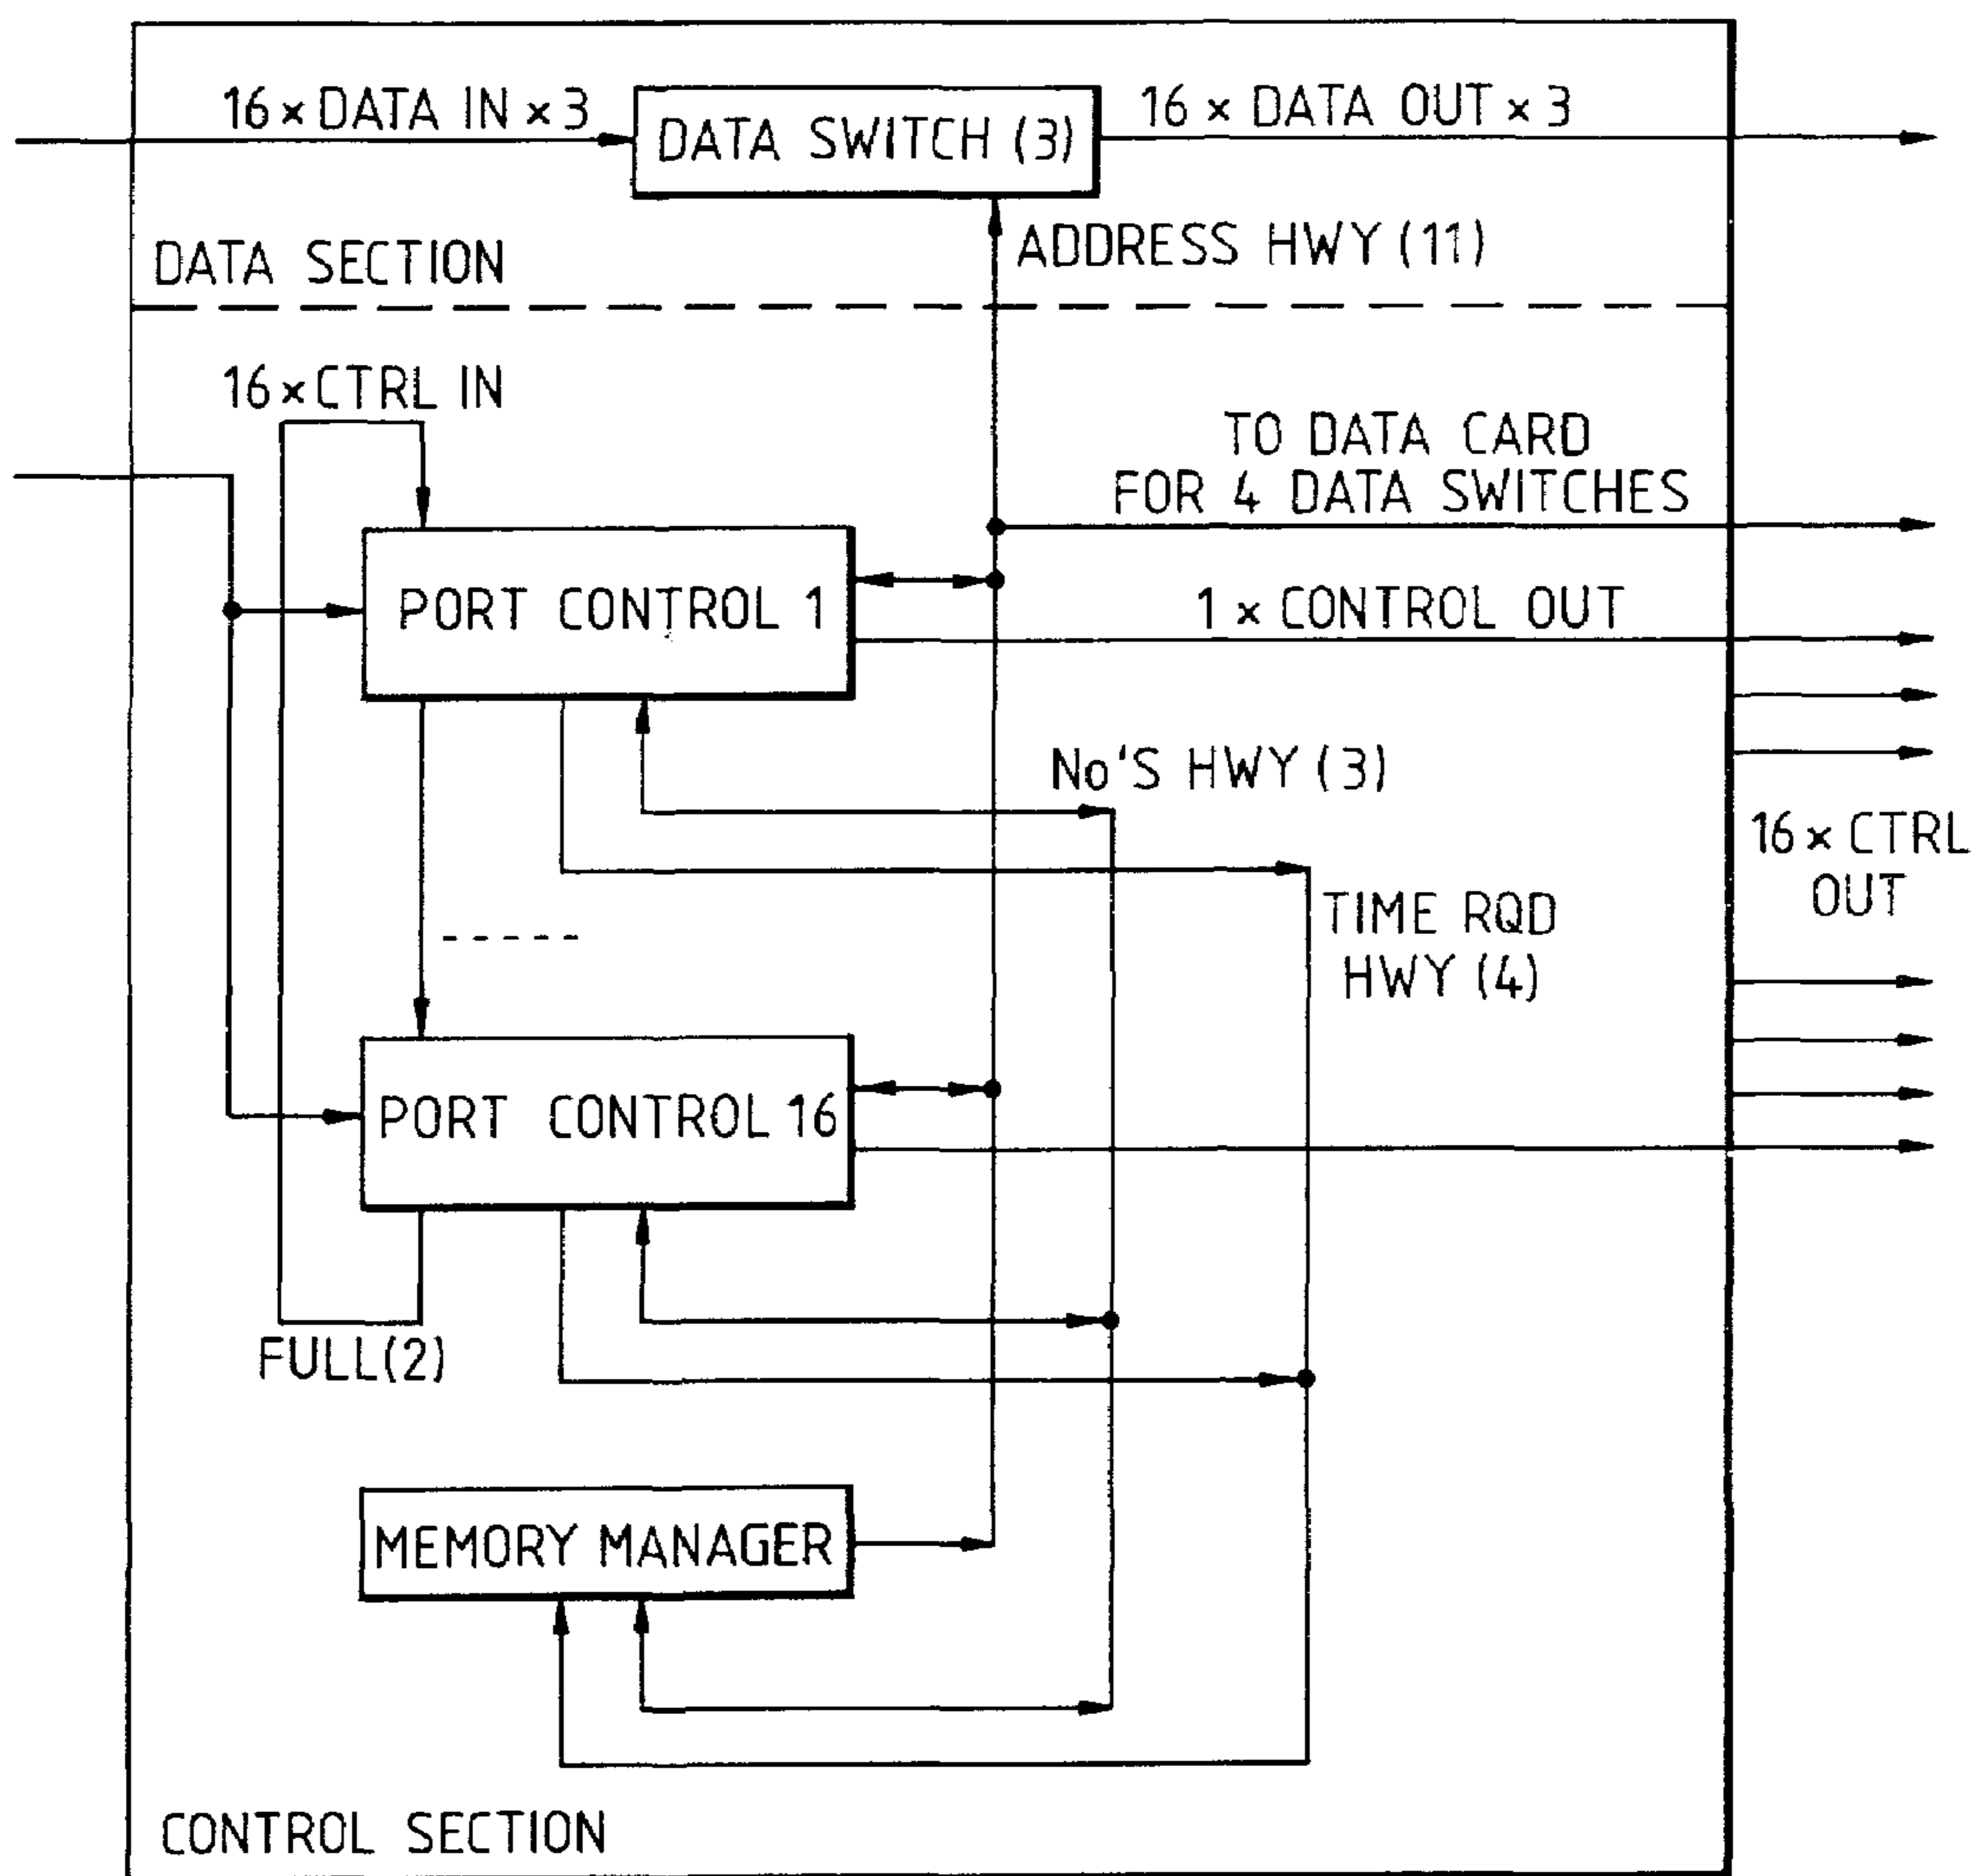 16 × DATA IN × 3
DATA SWITCH (3)
16 × DATA OUT × 3
ADDRESS HWY (11)
DATA SECTION
16 × CTRL IN
TO DATA CARD
FOR 4 DATA SWITCHES
PORT CONTROL 1
1 × CONTROL OUT
No'S HWY (3)
16 × CTRL
OUT
TIME RQD
HWY (4)
PORT CONTROL 16
FULL(2)
MEMORY MANAGER
CONTROL SECTION